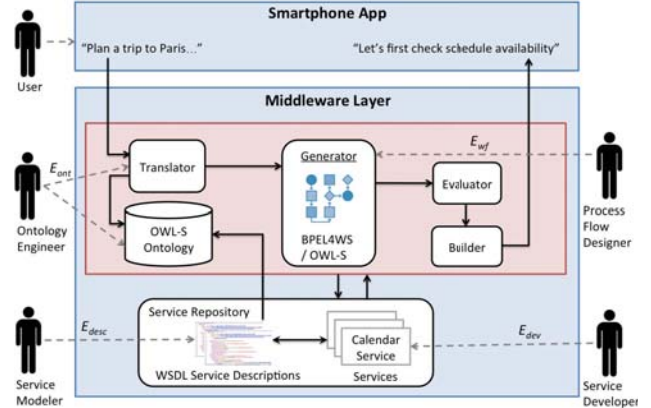 Smartphone App
"Plan a trip to Paris..."
"Let's first check schedule availability"
User
Middleware Layer
E_ont
Translator
Generator
E_wf
Evaluator
Ontology
Engineer
OWL-S
Ontology
BPEL4WS
/ OWL-S
Builder
Process
Flow
Designer
Service Repository
E_desc
Calendar
Service
E_dev
WSDL Service Descriptions
Services
Service
Modeler
Service
Developer